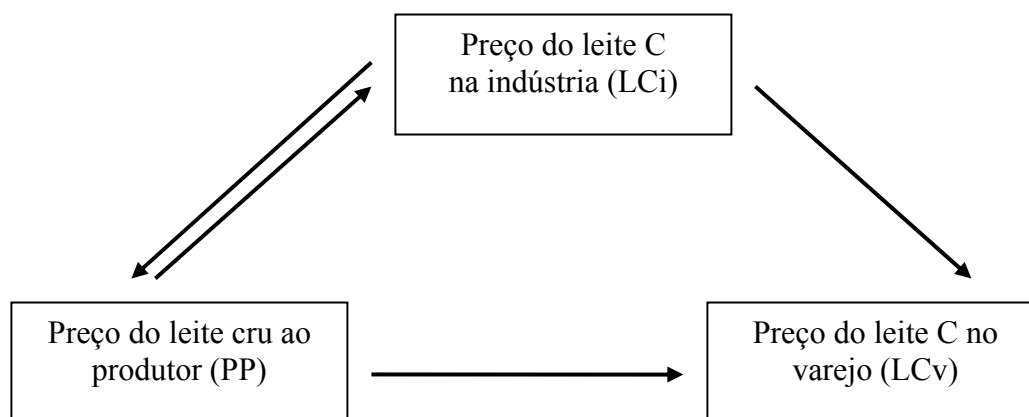 Preço do leite C
na indústria (LCi)
Preço do leite cru ao
produtor (PP)
Preço do leite C no
varejo (LCv)